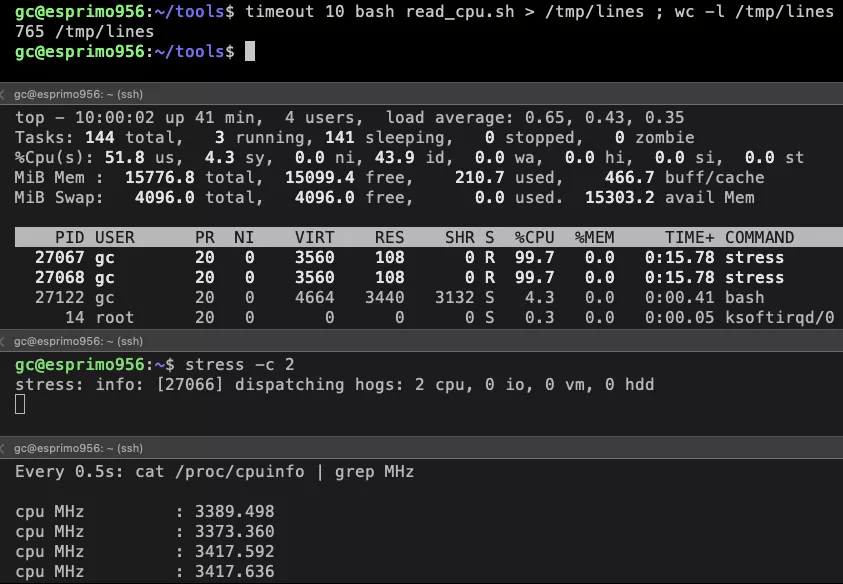 gc@esprimo956:~/tools$ timeout 10 bash read_cpu.sh > /tmp/lines ; wc -l /tmp/lines
765 /tmp/lines
gc@esprimo956:~/tools$
gc@esprimo956: ~ (ssh)
top - 10:00:02 up 41 min,  4 users,  load average: 0.65, 0.43, 0.35
Tasks: 144 total,   3 running, 141 sleeping,   0 stopped,   0 zombie
%Cpu(s): 51.8 us,  4.3 sy,  0.0 ni, 43.9 id,  0.0 wa,  0.0 hi,  0.0 si,  0.0 st
MiB Mem :  15776.8 total,  15099.4 free,    210.7 used,    466.7 buff/cache
MiB Swap:   4096.0 total,   4096.0 free,      0.0 used.  15303.2 avail Mem
    PID USER      PR  NI    VIRT    RES    SHR S  %CPU  %MEM     TIME+ COMMAND
  27067 gc        20   0    3560    108      0 R  99.7   0.0   0:15.78 stress
  27068 gc        20   0    3560    108      0 R  99.7   0.0   0:15.78 stress
  27122 gc        20   0    4664   3440   3132 S   4.3   0.0   0:00.41 bash
     14 root      20   0       0      0      0 S   0.3   0.0   0:00.05 ksoftirqd/0
gc@esprimo956: ~ (ssh)
gc@esprimo956:~$ stress -c 2
stress: info: [27066] dispatching hogs: 2 cpu, 0 io, 0 vm, 0 hdd
gc@esprimo956: ~ (ssh)
Every 0.5s: cat /proc/cpuinfo | grep MHz
cpu MHz         : 3389.498
cpu MHz         : 3373.360
cpu MHz         : 3417.592
cpu MHz         : 3417.636